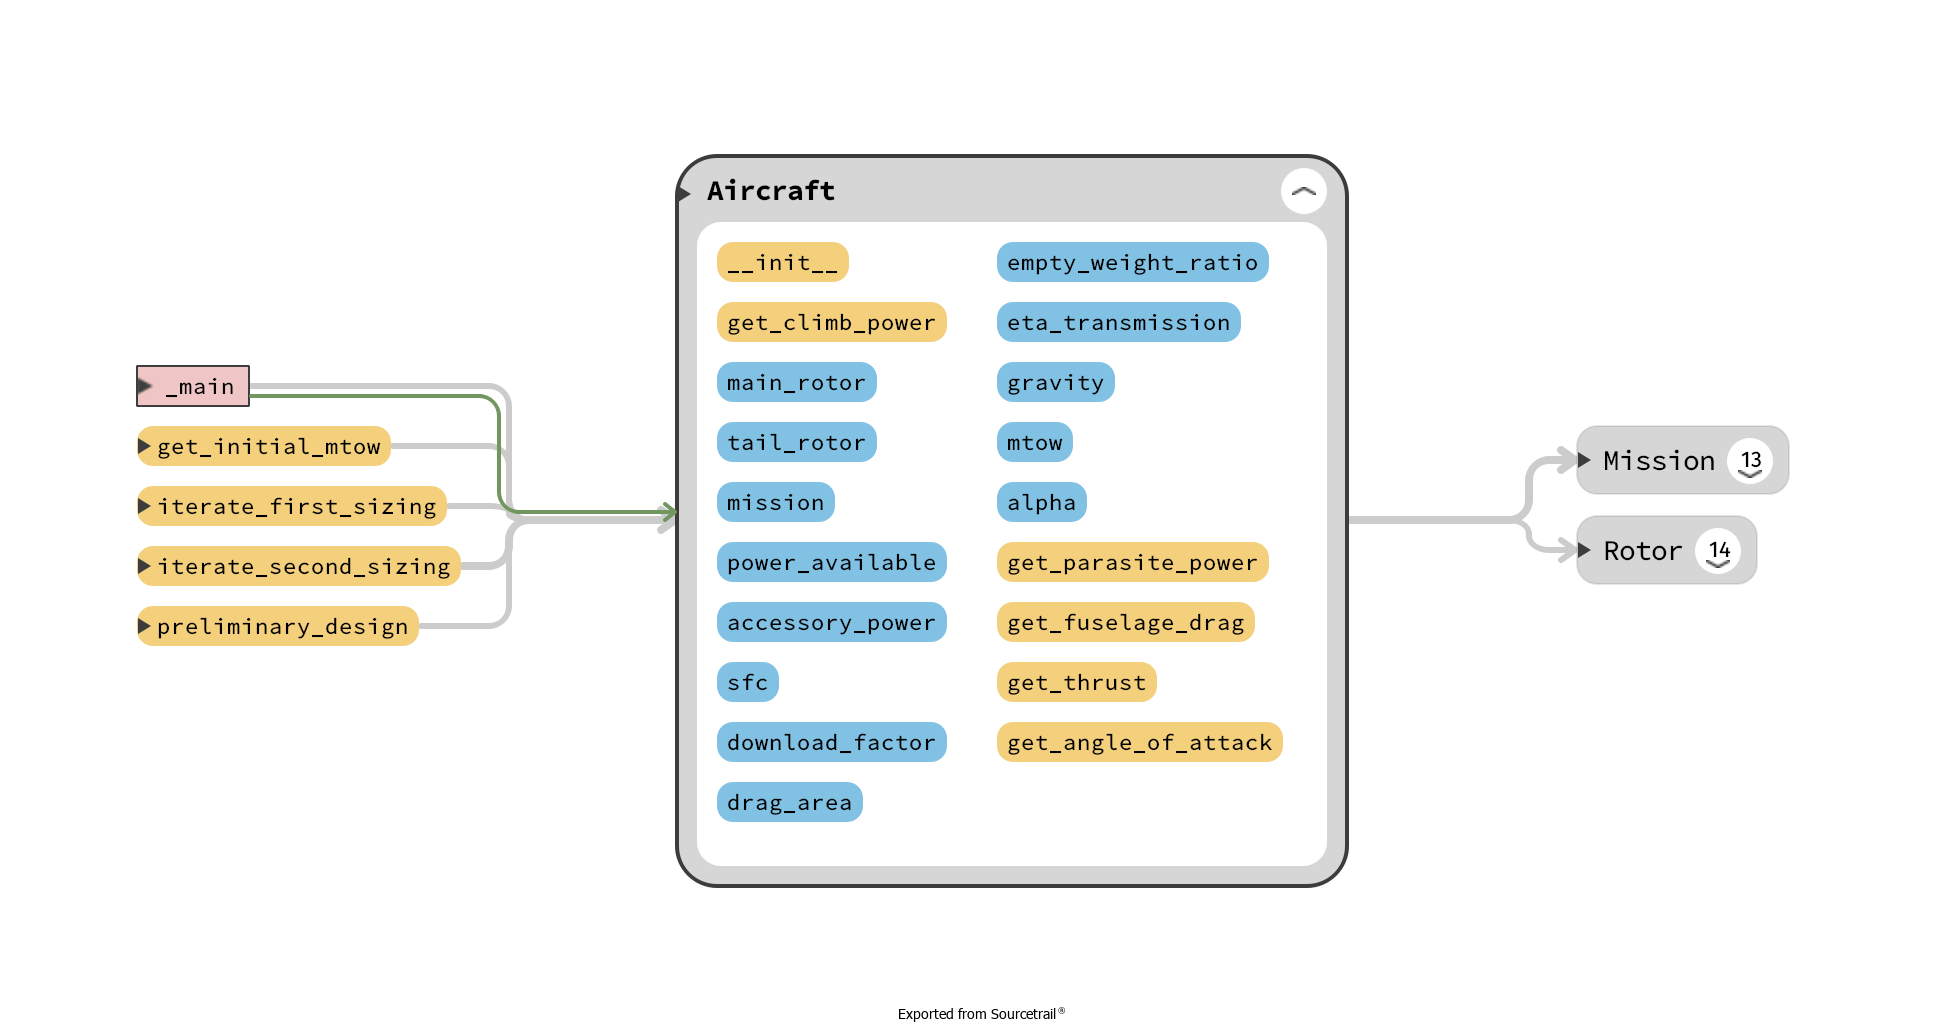 _main
get_initial_mtow
iterate_first_sizing
iterate_second_sizing
preliminary_design
Aircraft
__init__
get_climb_power
main_rotor
tail_rotor
mission
power_available
accessory_power
sfc
download_factor
drag_area
empty_weight_ratio
eta_transmission
gravity
mtow
alpha
get_parasite_power
get_fuselage_drag
get_thrust
get_angle_of_attack
Mission 13
Rotor 14
Exported from Sourcetrail®